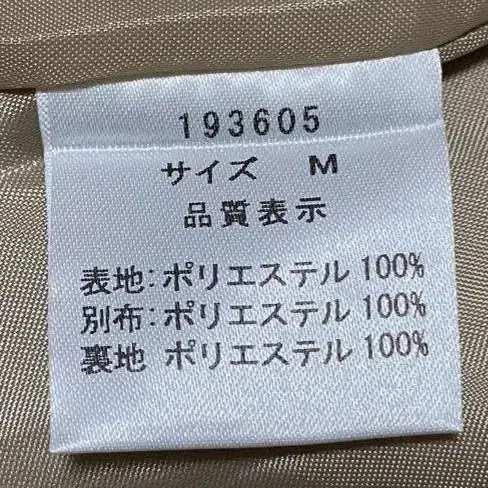 193605
サイズ M
品質表示
表地:ポリエステル 100%
別布:ポリエステル 100%
裏地 ポリエステル 100%